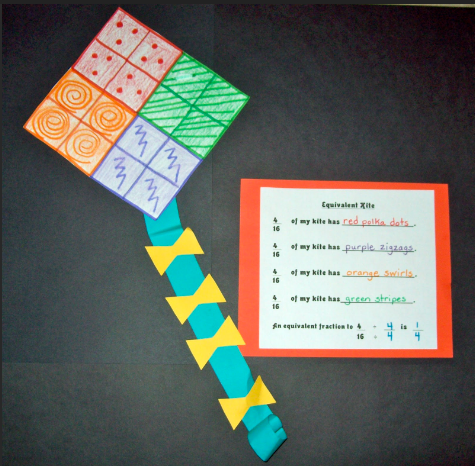 Equivalent Kite
4/16 of my kite has red polka dots.
4/16 of my kite has purple zigzags.
4/16 of my kite has orange swirls.
4/16 of my kite has green stripes.
An equivalent fraction to 4/16 ÷ 4/4 is 1/4